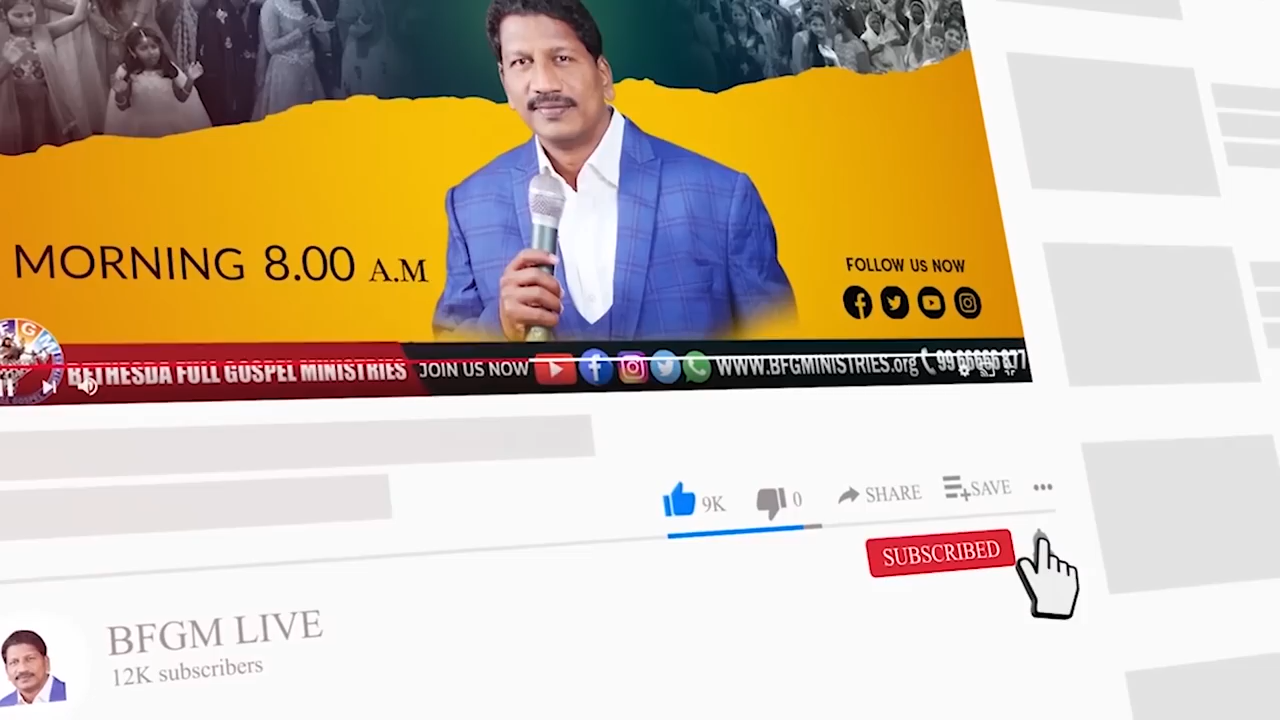 MORNING 8.00 A.M
FOLLOW US NOW
BETHESDA FULL GOSPEL MINISTRIES
JOIN US NOW
WWW.BFGMINISTRIES.org
9K
0
SHARE
SAVE
SUBSCRIBED
BFGM LIVE
12K subscribers